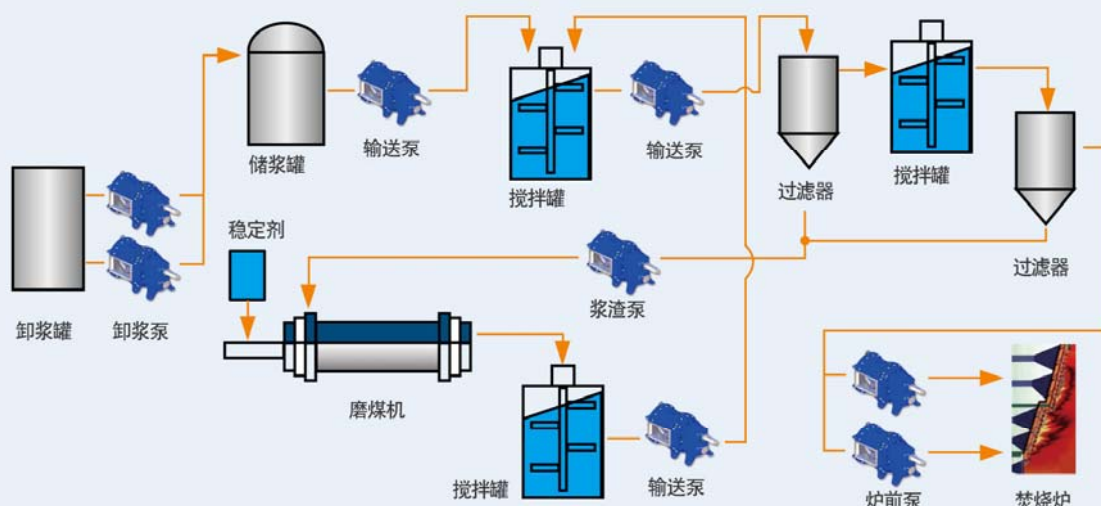 储浆罐
输送泵
搅拌罐
输送泵
过滤器
搅拌罐
过滤器
稳定剂
卸浆罐
卸浆泵
浆渣泵
磨煤机
搅拌罐
输送泵
炉前泵
焚烧炉